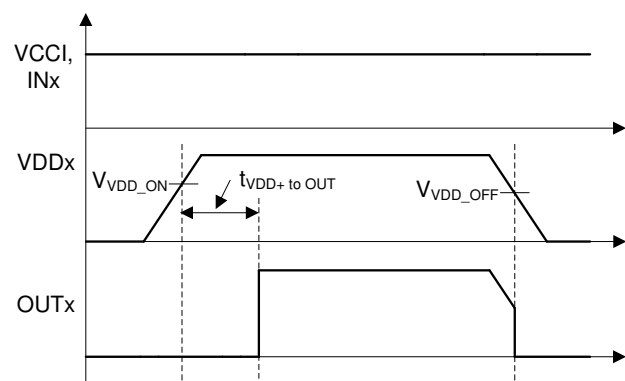 VCCI,
INx
VDDx
VVDD_ON
tVDD+ to OUT
VVDD_OFF
OUTx